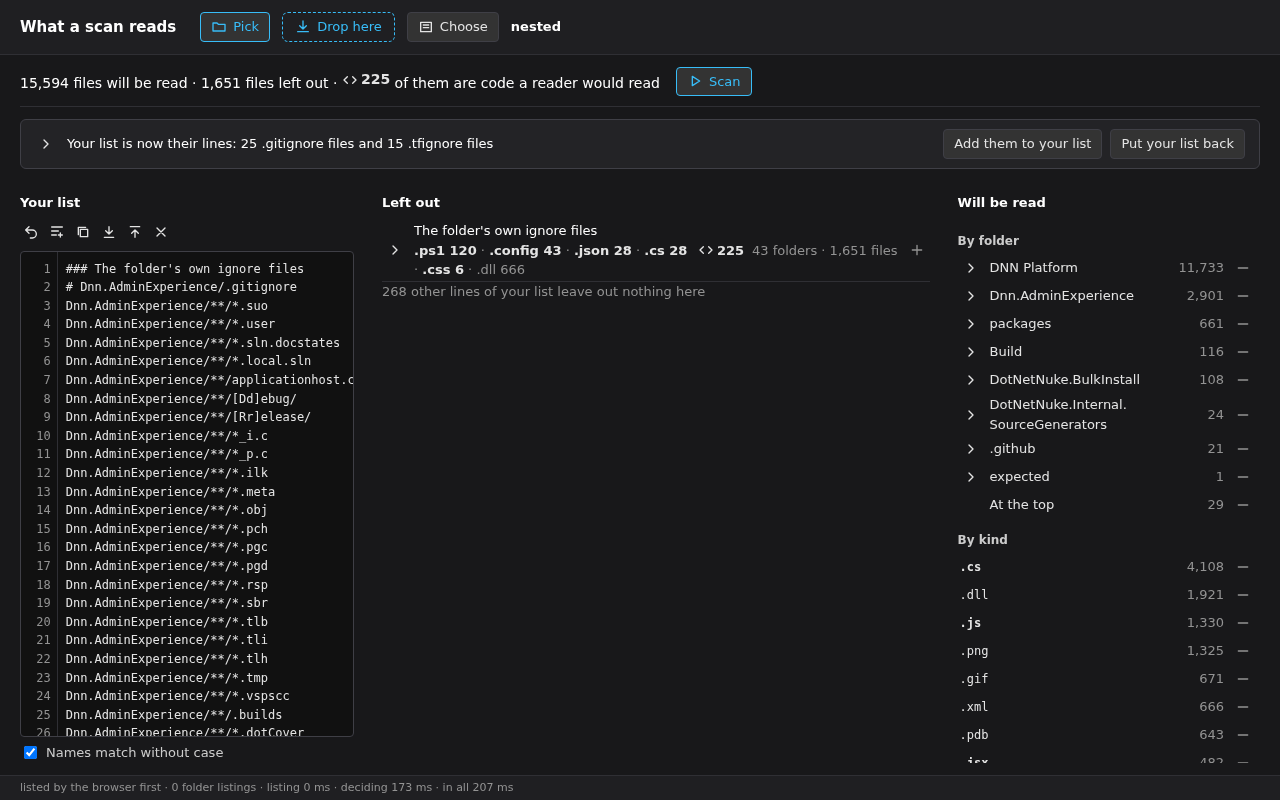 What a scan reads
Pick
Drop here
Choose
nested
15,594 files will be read · 1,651 files left out · 225 of them are code a reader would read
Scan
Your list is now their lines: 25 .gitignore files and 15 .tfignore files
Add them to your list
Put your list back
Your list
1 ### The folder's own ignore files
2 # Dnn.AdminExperience/.gitignore
3 Dnn.AdminExperience/**/*.suo
4 Dnn.AdminExperience/**/*.user
5 Dnn.AdminExperience/**/*.sln.docstates
6 Dnn.AdminExperience/**/*.local.sln
7 Dnn.AdminExperience/**/applicationhost.c
8 Dnn.AdminExperience/**/[Dd]ebug/
9 Dnn.AdminExperience/**/[Rr]elease/
10 Dnn.AdminExperience/**/*_i.c
11 Dnn.AdminExperience/**/*_p.c
12 Dnn.AdminExperience/**/*.ilk
13 Dnn.AdminExperience/**/*.meta
14 Dnn.AdminExperience/**/*.obj
15 Dnn.AdminExperience/**/*.pch
16 Dnn.AdminExperience/**/*.pgc
17 Dnn.AdminExperience/**/*.pgd
18 Dnn.AdminExperience/**/*.rsp
19 Dnn.AdminExperience/**/*.sbr
20 Dnn.AdminExperience/**/*.tlb
21 Dnn.AdminExperience/**/*.tli
22 Dnn.AdminExperience/**/*.tlh
23 Dnn.AdminExperience/**/*.tmp
24 Dnn.AdminExperience/**/*.vspscc
25 Dnn.AdminExperience/**/.builds
26 Dnn.AdminExperience/**/*.dotCover
Names match without case
Left out
The folder's own ignore files
.ps1 120 · .config 43 · .json 28 · .cs 28
· .css 6 · .dll 666
225 43 folders · 1,651 files
268 other lines of your list leave out nothing here
Will be read
By folder
DNN Platform 11,733
Dnn.AdminExperience 2,901
packages 661
Build 116
DotNetNuke.BulkInstall 108
DotNetNuke.Internal.
SourceGenerators 24
.github 21
expected 1
At the top 29
By kind
.cs 4,108
.dll 1,921
.js 1,330
.png 1,325
.gif 671
.xml 666
.pdb 643
.jsx 482
listed by the browser first · 0 folder listings · listing 0 ms · deciding 173 ms · in all 207 ms